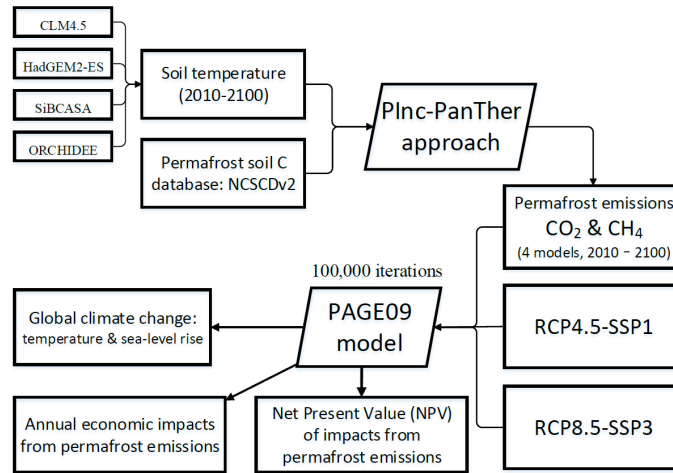 CLM4.5
HadGEM2-ES
SiBCASA
ORCHIDEE
Soil temperature
(2010-2100)
Permafrost soil C
database: NCSCDv2
PInc-PanTher
approach
Permafrost emissions
CO₂ & CH₄
(4 models, 2010 – 2100)
100,000 iterations
PAGE09
model
RCP4.5-SSP1
RCP8.5-SSP3
Global climate change:
temperature & sea-level rise
Annual economic impacts
from permafrost emissions
Net Present Value (NPV)
of impacts from
permafrost emissions